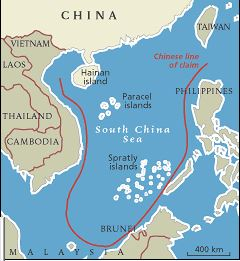 CHINA
TAIWAN
VIETNAM
LAOS
Hainan
island
Chinese line
of claim
Paracel
islands
PHILIPPINES
THAILAND
South China
Sea
CAMBODIA
Spratly
islands
BRUNEI
MALAYSIA
400 km